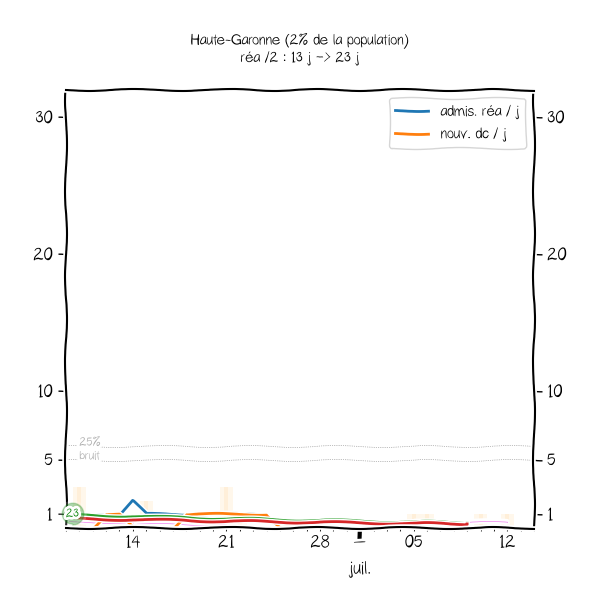 Haute-Garonne (2% de la population)
réa /2 : 13 j -> 23 j
admis. réa / j
nouv. dc / j
30
30
20
20
10
10
25%
bruit
5
5
23
1
1
14
21
28
05
12
juil.